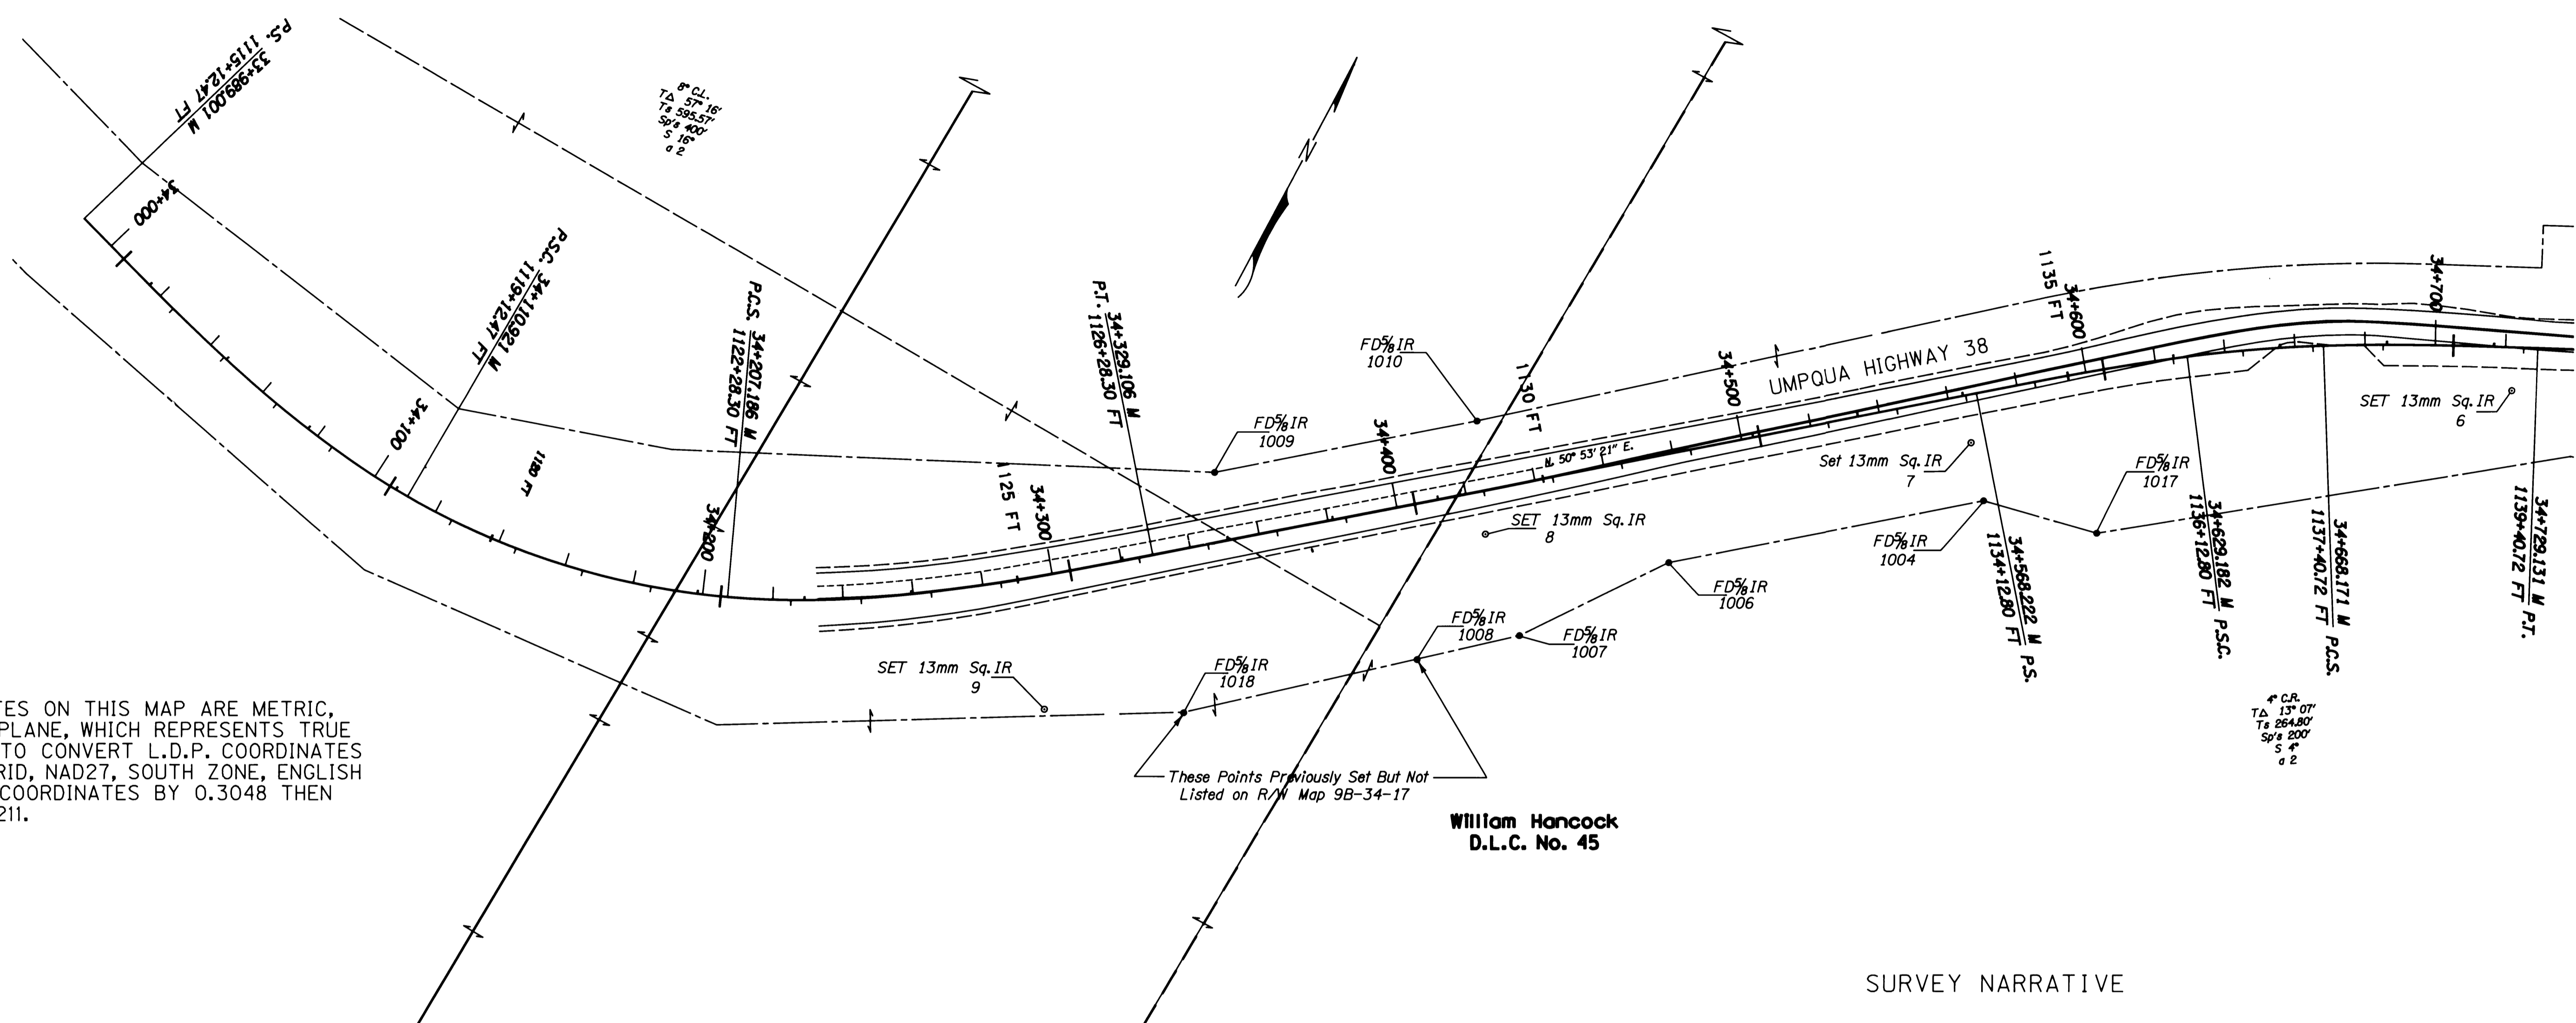 P.S. 1115+12.47 FT
33+989.001 M
34+000
8° C.L.
T∆ 57° 16'
Ts 595.57'
Sp's 400'
S 16°
a 2
P.S.C. 34+110.921 M
1119+12.47 FT
34+100
1120 FT
P.C.S. 34+207.186 M
1122+28.30 FT
34+200
N
1125 FT
34+300
P.T. 34+329.106 M
1126+28.30 FT
FD⅝IR
1009
FD⅝IR
1010
34+400
1130 FT
N. 50° 53' 21" E.
34+500
UMPQUA HIGHWAY 38
1135 FT
34+600
34+700
SET 13mm Sq.IR
6
Set 13mm Sq.IR
7
FD⅝IR
1017
SET 13mm Sq.IR
8
FD⅝IR
1004
FD⅝IR
1006
FD⅝IR
1008
FD⅝IR
1007
FD⅝IR
1018
SET 13mm Sq.IR
9
34+568.222 M P.S.
1134+12.80 FT
34+629.182 M P.S.C.
1136+12.80 FT
34+668.171 M P.C.S.
1137+40.72 FT
34+729.131 M P.T.
1139+40.72 FT
4° C.R.
T∆ 13° 07'
Ts 264.80'
Sp's 200'
S 4°
a 2
TES ON THIS MAP ARE METRIC,
PLANE, WHICH REPRESENTS TRUE
TO CONVERT L.D.P. COORDINATES
RID, NAD27, SOUTH ZONE, ENGLISH
COORDINATES BY 0.3048 THEN
211.
These Points Previously Set But Not
Listed on R/W Map 9B-34-17
William Hancock
D.L.C. No. 45
SURVEY NARRATIVE